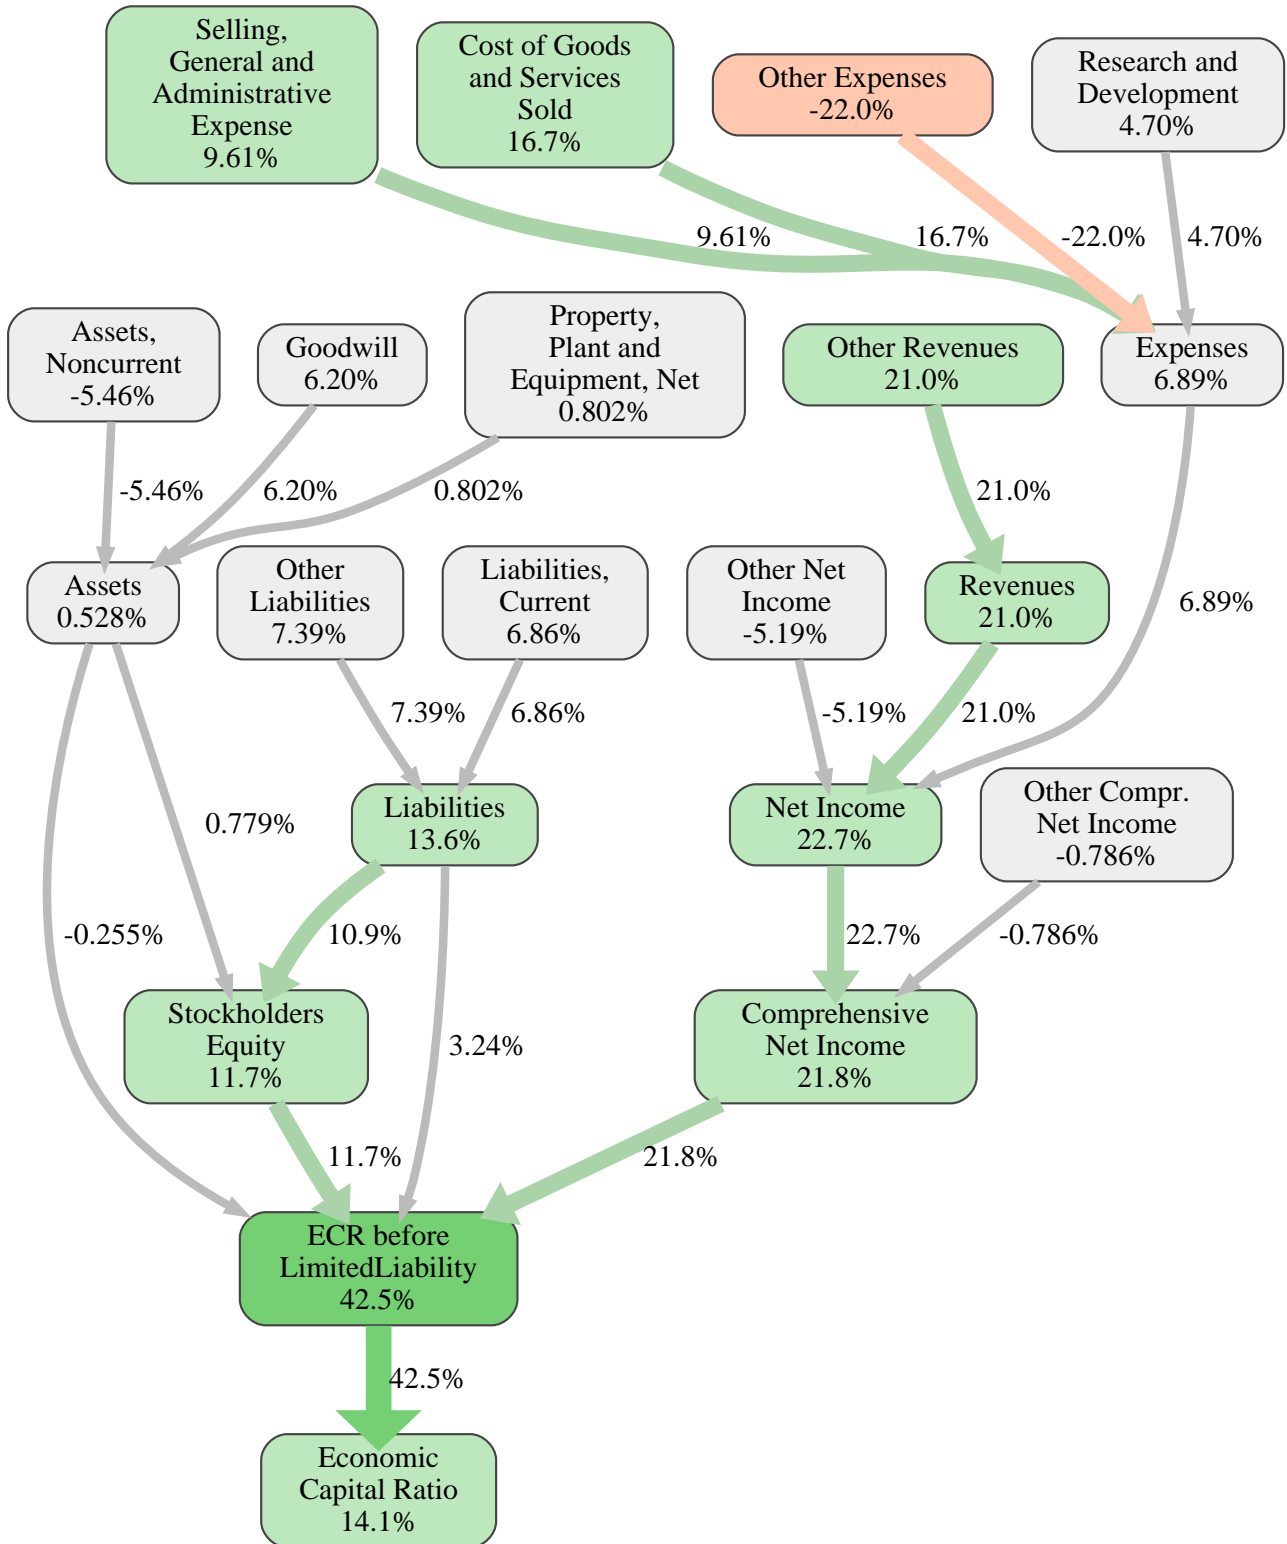 Selling,
General and
Administrative
Expense
9.61%
Cost of Goods
and Services
Sold
16.7%
Other Expenses
-22.0%
Research and
Development
4.70%
9.61%
16.7%
-22.0%
4.70%
Assets,
Noncurrent
-5.46%
Goodwill
6.20%
Property,
Plant and
Equipment, Net
0.802%
Other Revenues
21.0%
Expenses
6.89%
-5.46%
6.20%
0.802%
21.0%
Assets
0.528%
Other
Liabilities
7.39%
Liabilities,
Current
6.86%
Other Net
Income
-5.19%
Revenues
21.0%
6.89%
7.39%
6.86%
-5.19%
21.0%
0.779%
Liabilities
13.6%
Net Income
22.7%
Other Compr.
Net Income
-0.786%
-0.255%
10.9%
22.7%
-0.786%
Stockholders
Equity
11.7%
3.24%
Comprehensive
Net Income
21.8%
11.7%
21.8%
ECR before
LimitedLiability
42.5%
42.5%
Economic
Capital Ratio
14.1%